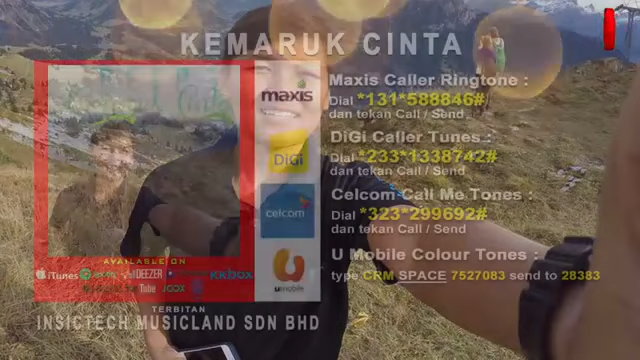 KEMARUK CINTA
Maxis Caller Ringtone :
Dial *131*588846#
dan tekan Call / Send
DiGi Caller Tunes :
Dial *233*1338742#
dan tekan Call / Send
Celcom-Call Me Tones :
Dial *323*299692#
dan tekan Call / Send
U Mobile Colour Tones :
type CRM SPACE 7527083 send to 28383
maxis
DiGi
celcom
u mobile
AVAILABLE ON
iTunes DEEZER KKBOX
Tube JOOX
TERBITAN
INSICTECH MUSICLAND SDN BHD